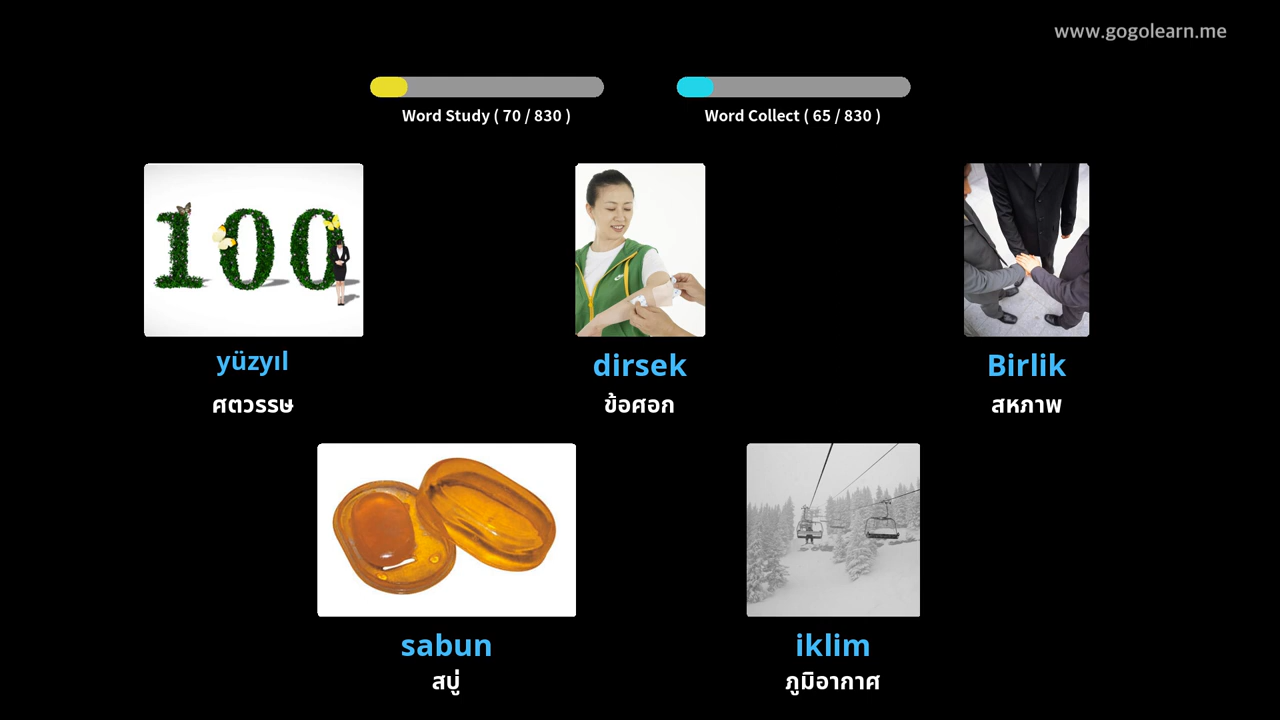 www.gogolearn.me
Word Study ( 70 / 830 )
Word Collect ( 65 / 830 )
100
yüzyıl
ศตวรรษ
dirsek
ข้อศอก
Birlik
สหภาพ
sabun
สบู่
iklim
ภูมิอากาศ